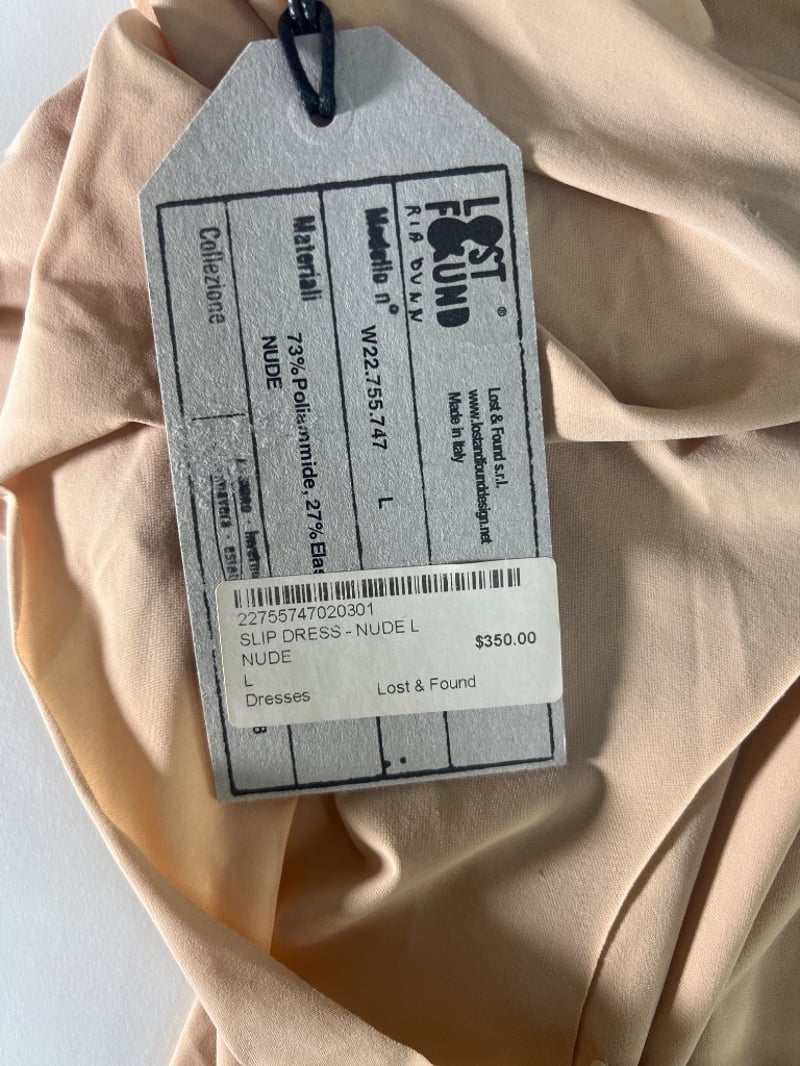 LOST
F&UND
RIA DUNN
®
Lost & Found s.r.l.
www.lostandfounddesign.net
Made in Italy
Modello n°
W22.755.747
L
Materiali
73% Poliammide, 27% Elas
NUDE
Collezione
22755747020301
SLIP DRESS - NUDE L
NUDE
$350.00
L
Dresses
Lost & Found